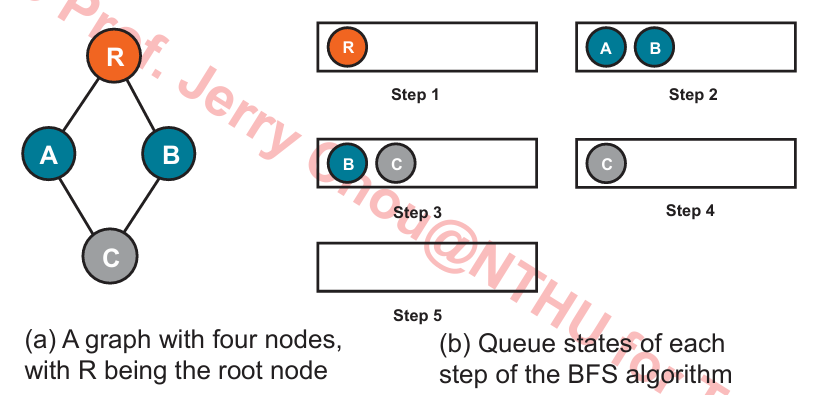 R
A
B
C
R
Step 1
A B
Step 2
B C
Step 3
C
Step 4
Step 5
(a) A graph with four nodes,
with R being the root node
(b) Queue states of each
step of the BFS algorithm
Prof. Jerry Chou@NTHU for